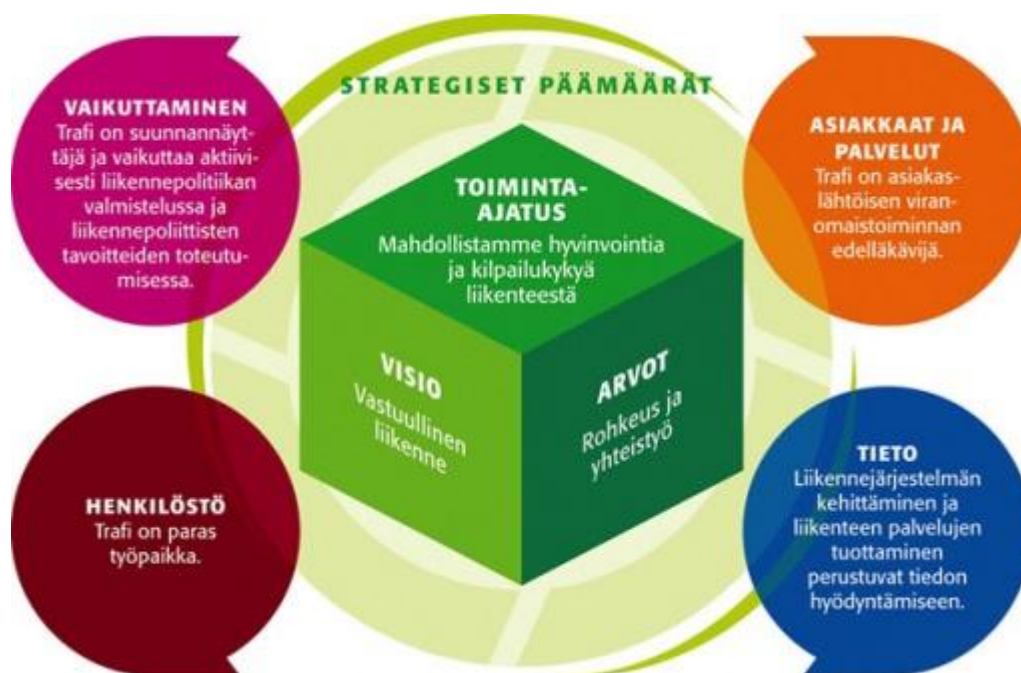 STRATEGISET PÄÄMÄÄRÄT
VAIKUTTAMINEN
Trafi on suunnannäyt-
täjä ja vaikuttaa aktiivi-
sesti liikennepolitiikan
valmistelussa ja
liikennepoliittisten
tavoitteiden toteutu-
misessa.
ASIAKKAAT JA
PALVELUT
Trafi on asiakas-
lähtöisen viran-
omaistoiminnan
edelläkävijä.
TOIMINTA-
AJATUS
Mahdollistamme hyvinvointia
ja kilpailukykyä
liikenteestä
VISIO
Vastuullinen
liikenne
ARVOT
Rohkeus ja
yhteistyö
HENKILÖSTÖ
Trafi on paras
työpaikka.
TIETO
Liikennejärjestelmän
kehittäminen ja
liikenteen palvelujen
tuottaminen
perustuvat tiedon
hyödyntämiseen.